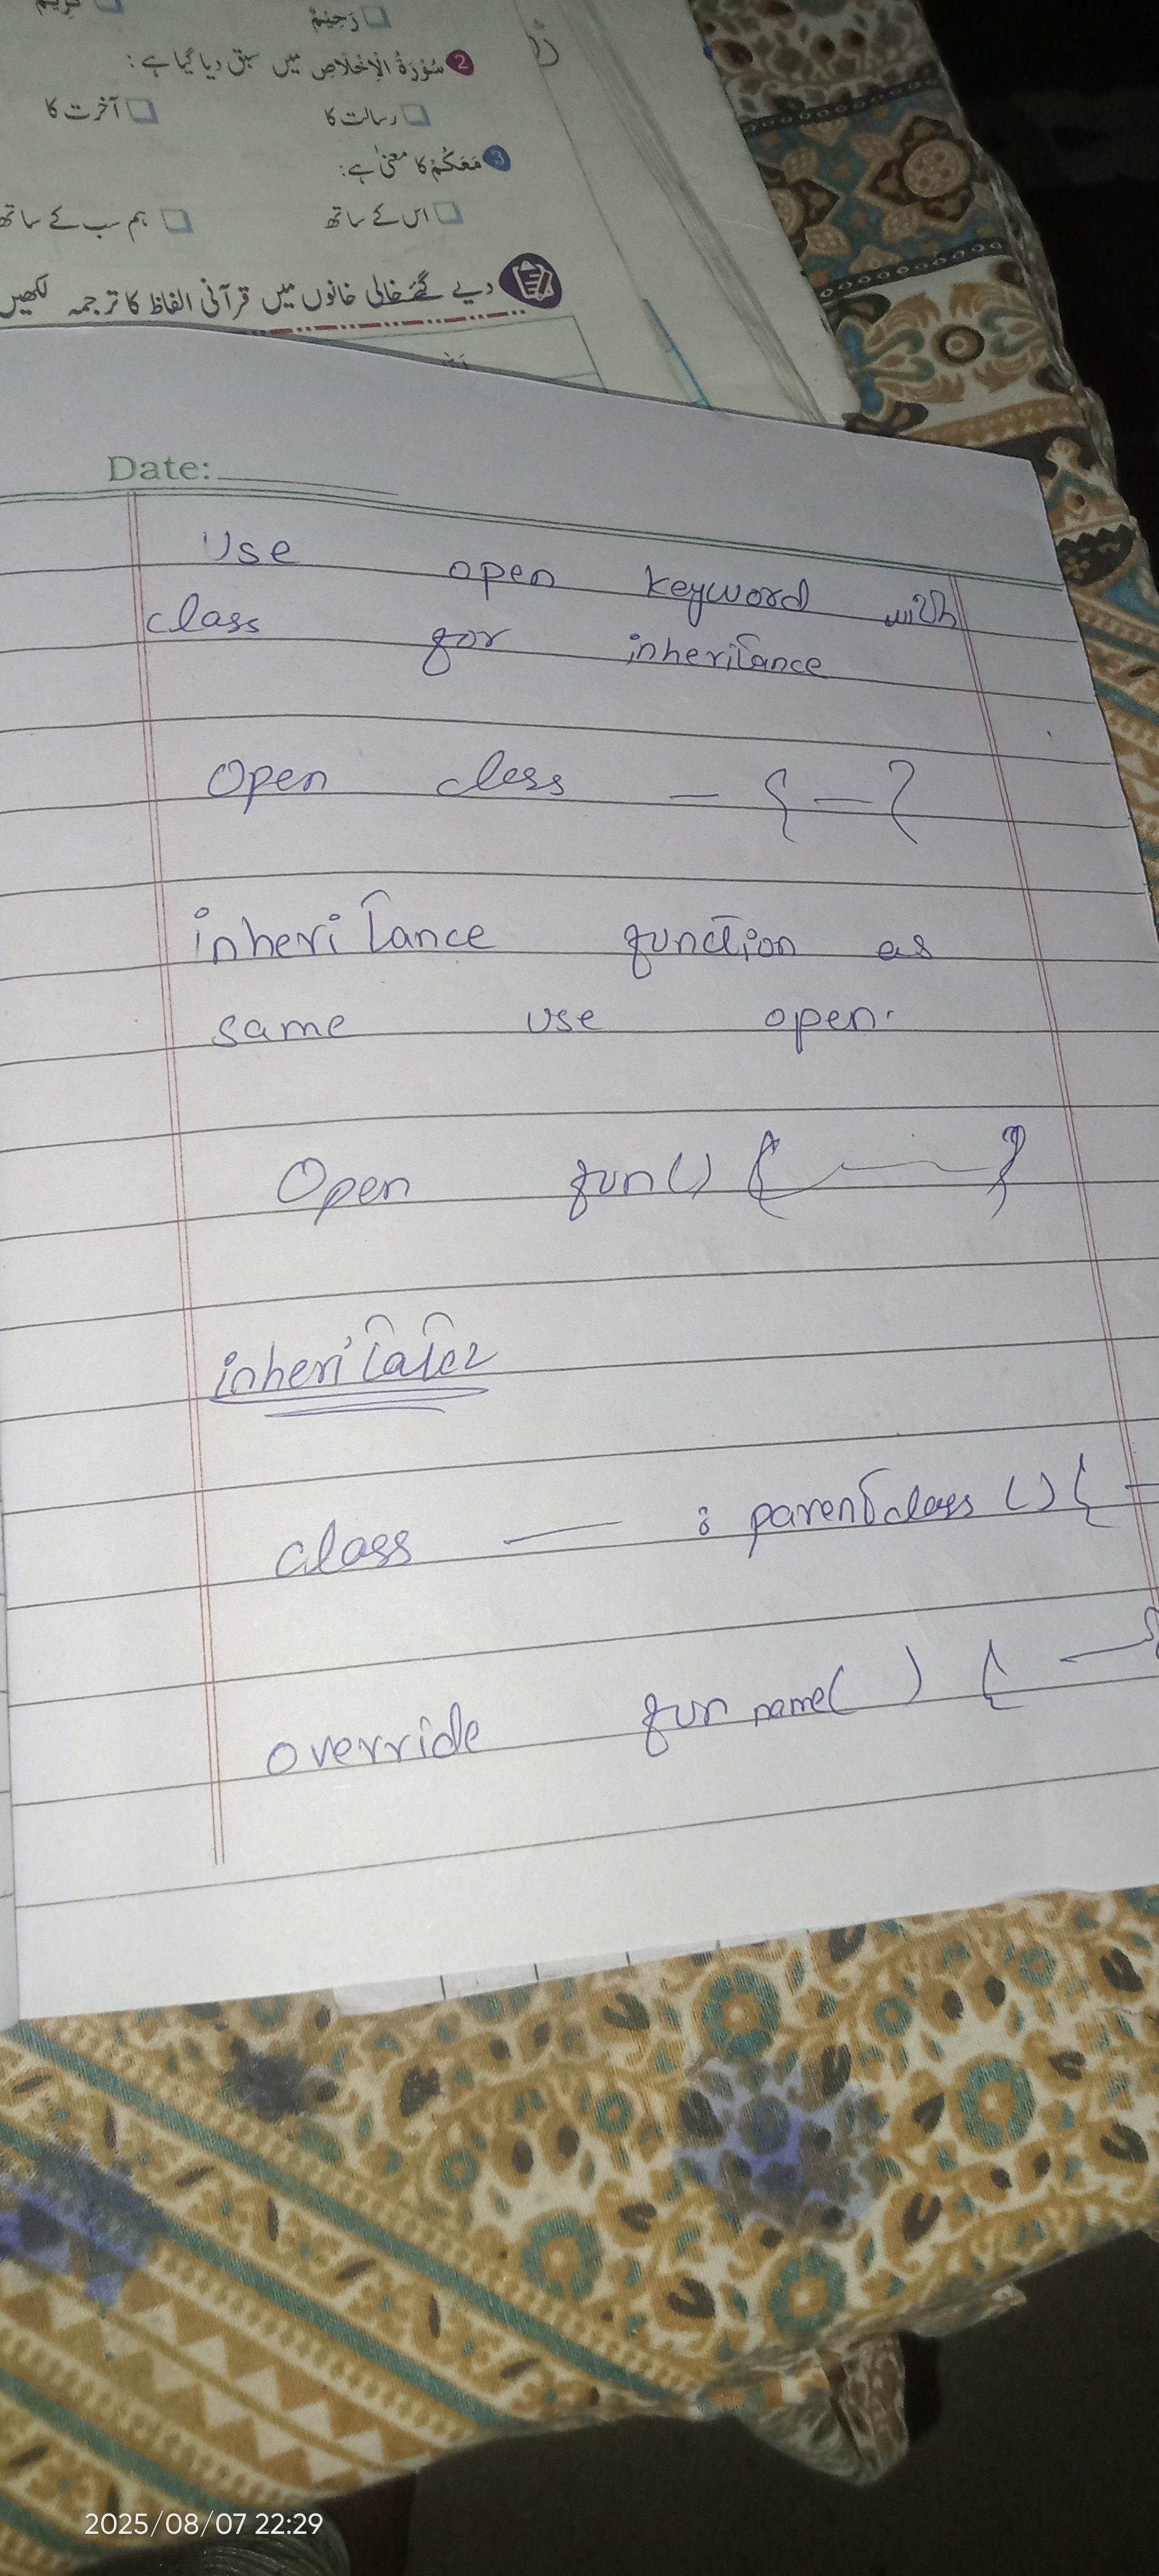 رَحِيْمٌ
2 سُوْرَةُ الْاِخْلَاصِ میں سبق دیا گیا ہے:
رسالت کا آخرت کا
3 مَعَكُمْ کا معنیٰ ہے:
اس کے ساتھ ہم سب کے ساتھ
دیے گئے خالی خانوں میں قرآنی الفاظ کا ترجمہ لکھیں
Date:
Use open keyword with
class for inheritance
Open class — { — }
inheritance function as
same use open.
Open fun() { — }
class — : parentclass () { —
override fun name( ) { — }
2025/08/07 22:29